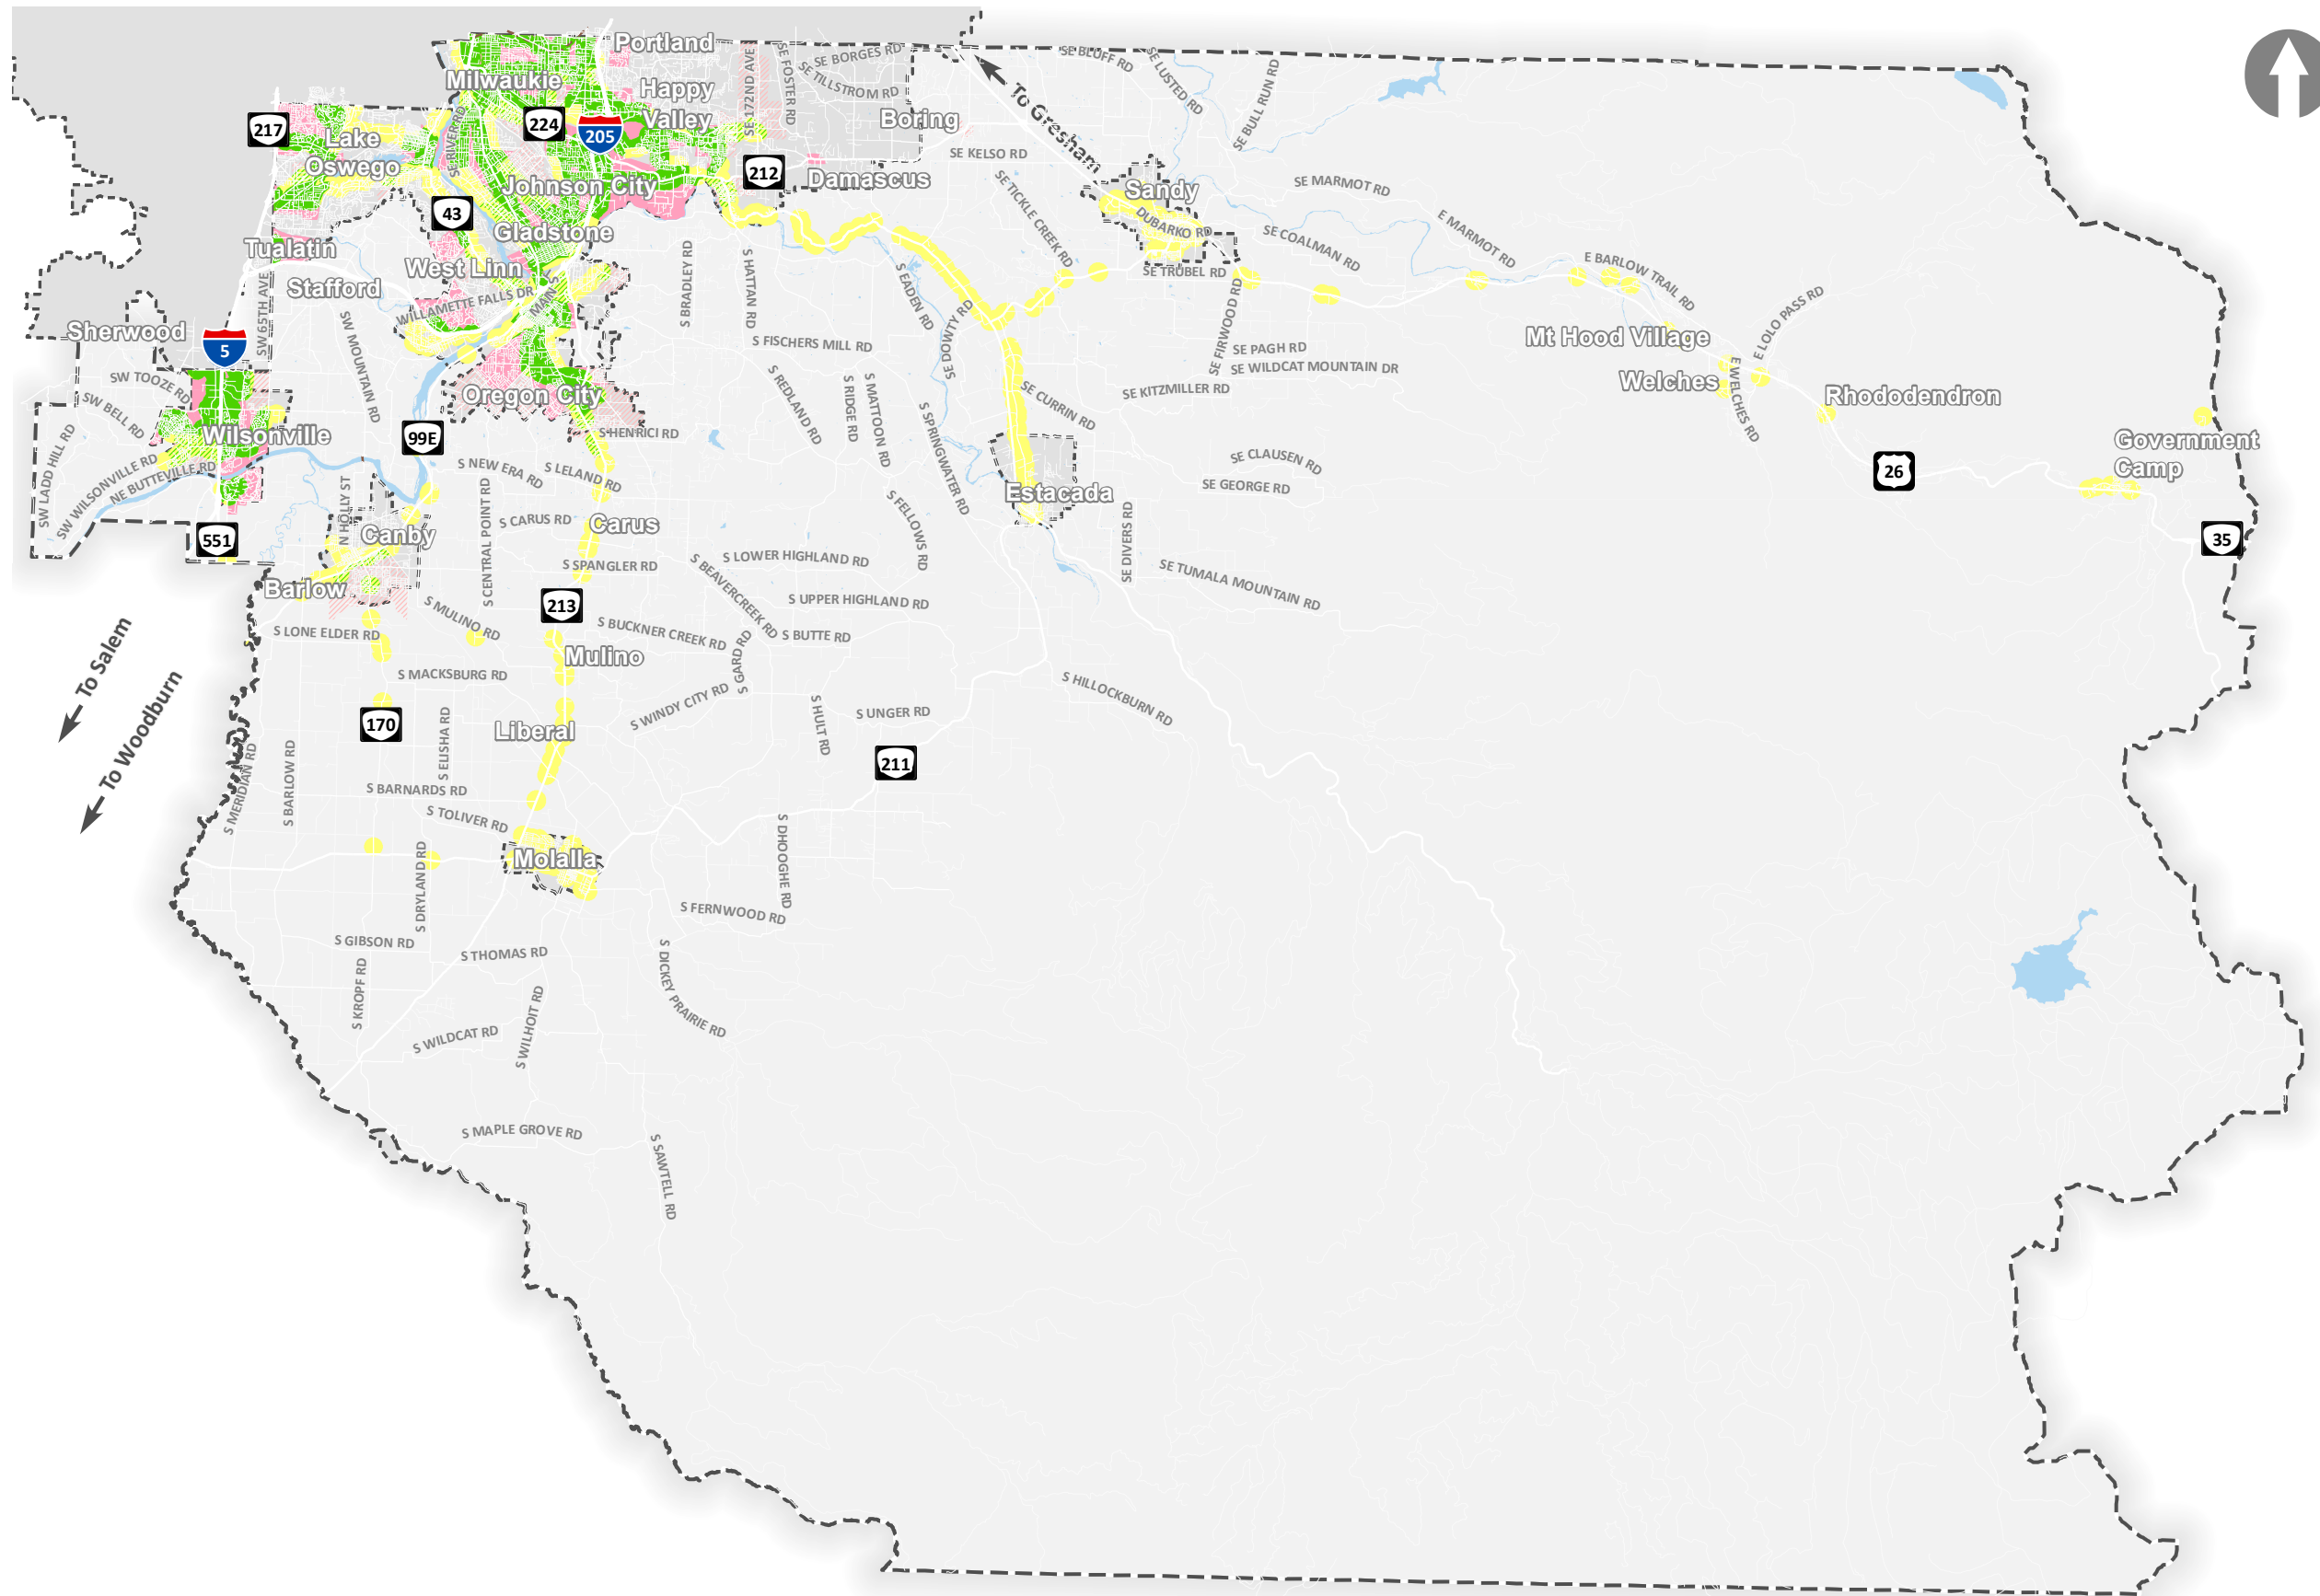 Portland
SE BORGES RD
SE BLUFF RD
SE LUSTED RD
SE BULL RUN RD
SE FOSTER RD
SE 172ND AVE
SE TILLSTROM RD
Milwaukie
Happy
Valley
To Gresham
Boring
217
224
205
Lake
Oswego
SE RIVER RD
SE KELSO RD
212
Damascus
Johnson City
Sandy
SE TICKLE CREEK RD
SE MARMOT RD
43
DUBARKO RD
E MARMOT RD
Gladstone
SE COALMAN RD
Tualatin
West Linn
E BARLOW TRAIL RD
SE TRUBEL RD
S BRADLEY RD
S HATTAN RD
S EADEN RD
Stafford
WILLAMETTE FALLS DR
MAIN S
SE FIRWOOD RD
E LOLO PASS RD
Sherwood
5
SW 65TH AVE
SW MOUNTAIN RD
S FISCHERS MILL RD
SE DOWTY RD
SE PAGH RD
Mt Hood Village
SE WILDCAT MOUNTAIN DR
SW TOOZE RD
Oregon City
S REDLAND RD
S RIDGE RD
S MATTOON RD
SE CURRIN RD
SE KITZMILLER RD
Welches
E WELCHES RD
Rhododendron
SW BELL RD
Wilsonville
99E
S HENRICI RD
S SPRINGWATER RD
Government
Camp
SW LADD HILL RD
SW WILSONVILLE RD
NE BUTTEVILLE RD
S NEW ERA RD
S LELAND RD
SE CLAUSEN RD
26
SE GEORGE RD
Estacada
N HOLLY ST
S CENTRAL POINT RD
S CARUS RD
Carus
S FELLOWS RD
SE DIVERS RD
551
Canby
35
S LOWER HIGHLAND RD
S SPANGLER RD
S BEAVERCREEK RD
SE TUMALA MOUNTAIN RD
Barlow
213
S MULINO RD
S UPPER HIGHLAND RD
S LONE ELDER RD
S BUCKNER CREEK RD
S BUTTE RD
To Salem
Mulino
S GARD RD
S MACKSBURG RD
To Woodburn
S HILLOCKBURN RD
S WINDY CITY RD
170
Liberal
S HULT RD
S UNGER RD
S ELISHA RD
211
S MERIDIAN RD
S BARLOW RD
S BARNARDS RD
S TOLIVER RD
Molalla
S DHOOGHE RD
S DRYLAND RD
S FERNWOOD RD
S GIBSON RD
S THOMAS RD
S DICKEY PRAIRIE RD
S KROPF RD
S WILDCAT RD
S WILHOIT RD
S MAPLE GROVE RD
S SAWTELL RD